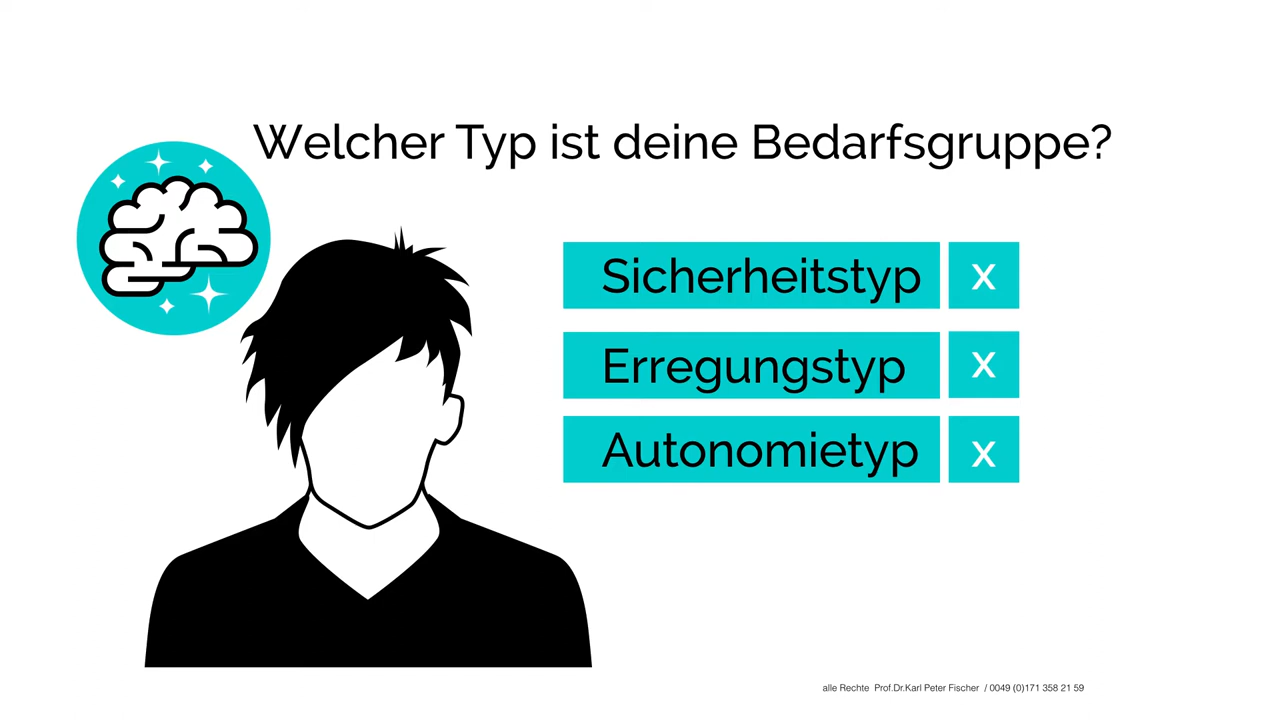 Welcher Typ ist deine Bedarfsgruppe?
Sicherheitstyp x
Erregungstyp x
Autonomietyp x
alle Rechte Prof.Dr.Karl Peter Fischer / 0049 (0)171 358 21 59